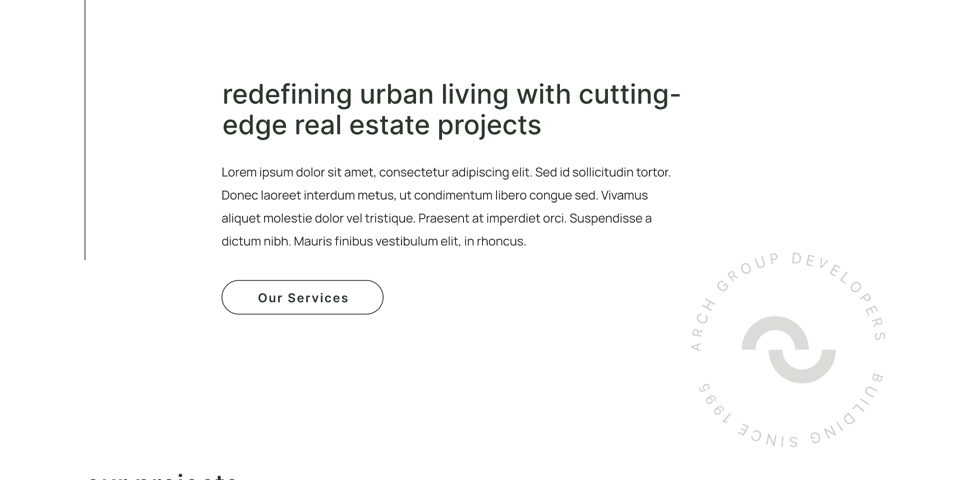 redefining urban living with cutting-
edge real estate projects
Lorem ipsum dolor sit amet, consectetur adipiscing elit. Sed id sollicitudin tortor.
Donec laoreet interdum metus, ut condimentum libero congue sed. Vivamus
aliquet molestie dolor vel tristique. Praesent at imperdiet orci. Suspendisse a
dictum nibh. Mauris finibus vestibulum elit, in rhoncus.
Our Services
ARCH GROUP DEVELOPERS
BUILDING SINCE 1995
our projects